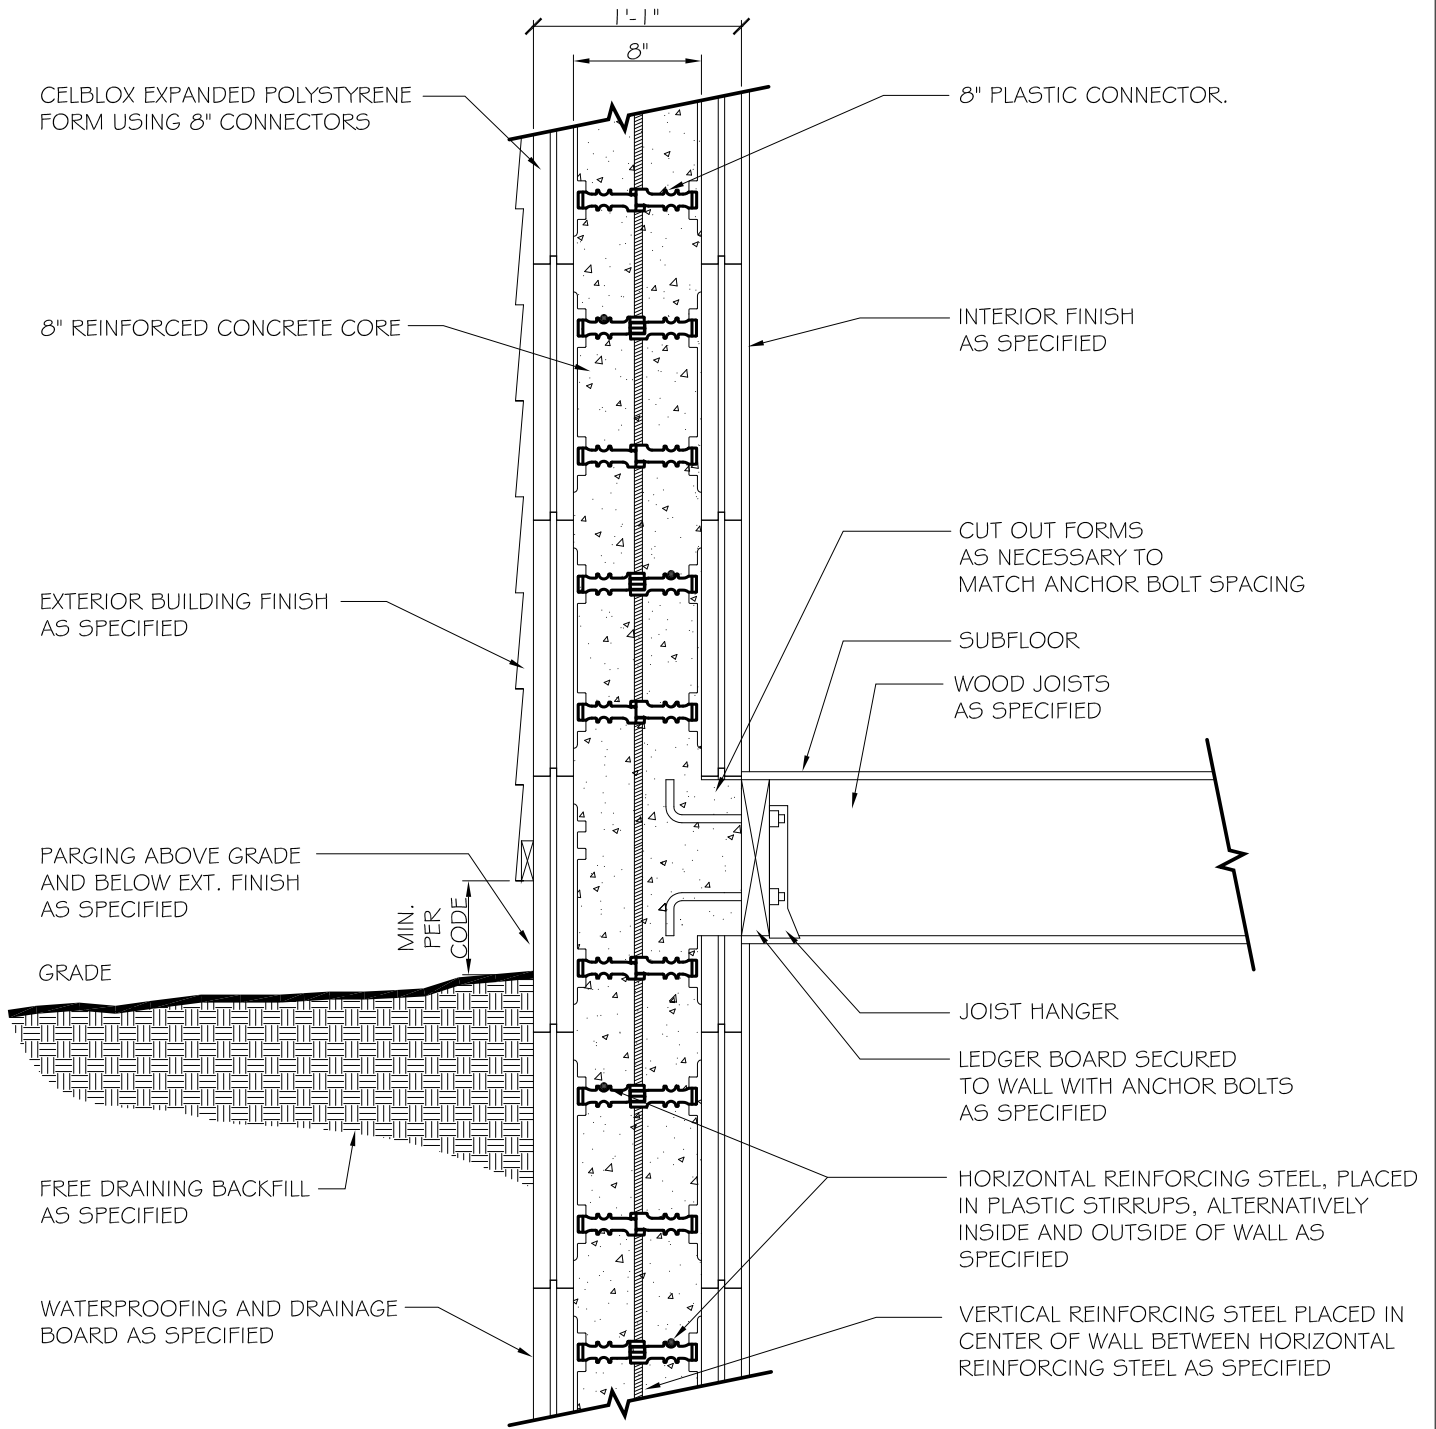 1'-1"
8"
CELBLOX EXPANDED POLYSTYRENE
FORM USING 8" CONNECTORS
8" PLASTIC CONNECTOR.
8" REINFORCED CONCRETE CORE
INTERIOR FINISH
AS SPECIFIED
CUT OUT FORMS
AS NECESSARY TO
MATCH ANCHOR BOLT SPACING
EXTERIOR BUILDING FINISH
AS SPECIFIED
SUBFLOOR
WOOD JOISTS
AS SPECIFIED
PARGING ABOVE GRADE
AND BELOW EXT. FINISH
AS SPECIFIED
MIN.
PER
CODE
GRADE
JOIST HANGER
LEDGER BOARD SECURED
TO WALL WITH ANCHOR BOLTS
AS SPECIFIED
FREE DRAINING BACKFILL
AS SPECIFIED
HORIZONTAL REINFORCING STEEL, PLACED
IN PLASTIC STIRRUPS, ALTERNATIVELY
INSIDE AND OUTSIDE OF WALL AS
SPECIFIED
WATERPROOFING AND DRAINAGE
BOARD AS SPECIFIED
VERTICAL REINFORCING STEEL PLACED IN
CENTER OF WALL BETWEEN HORIZONTAL
REINFORCING STEEL AS SPECIFIED